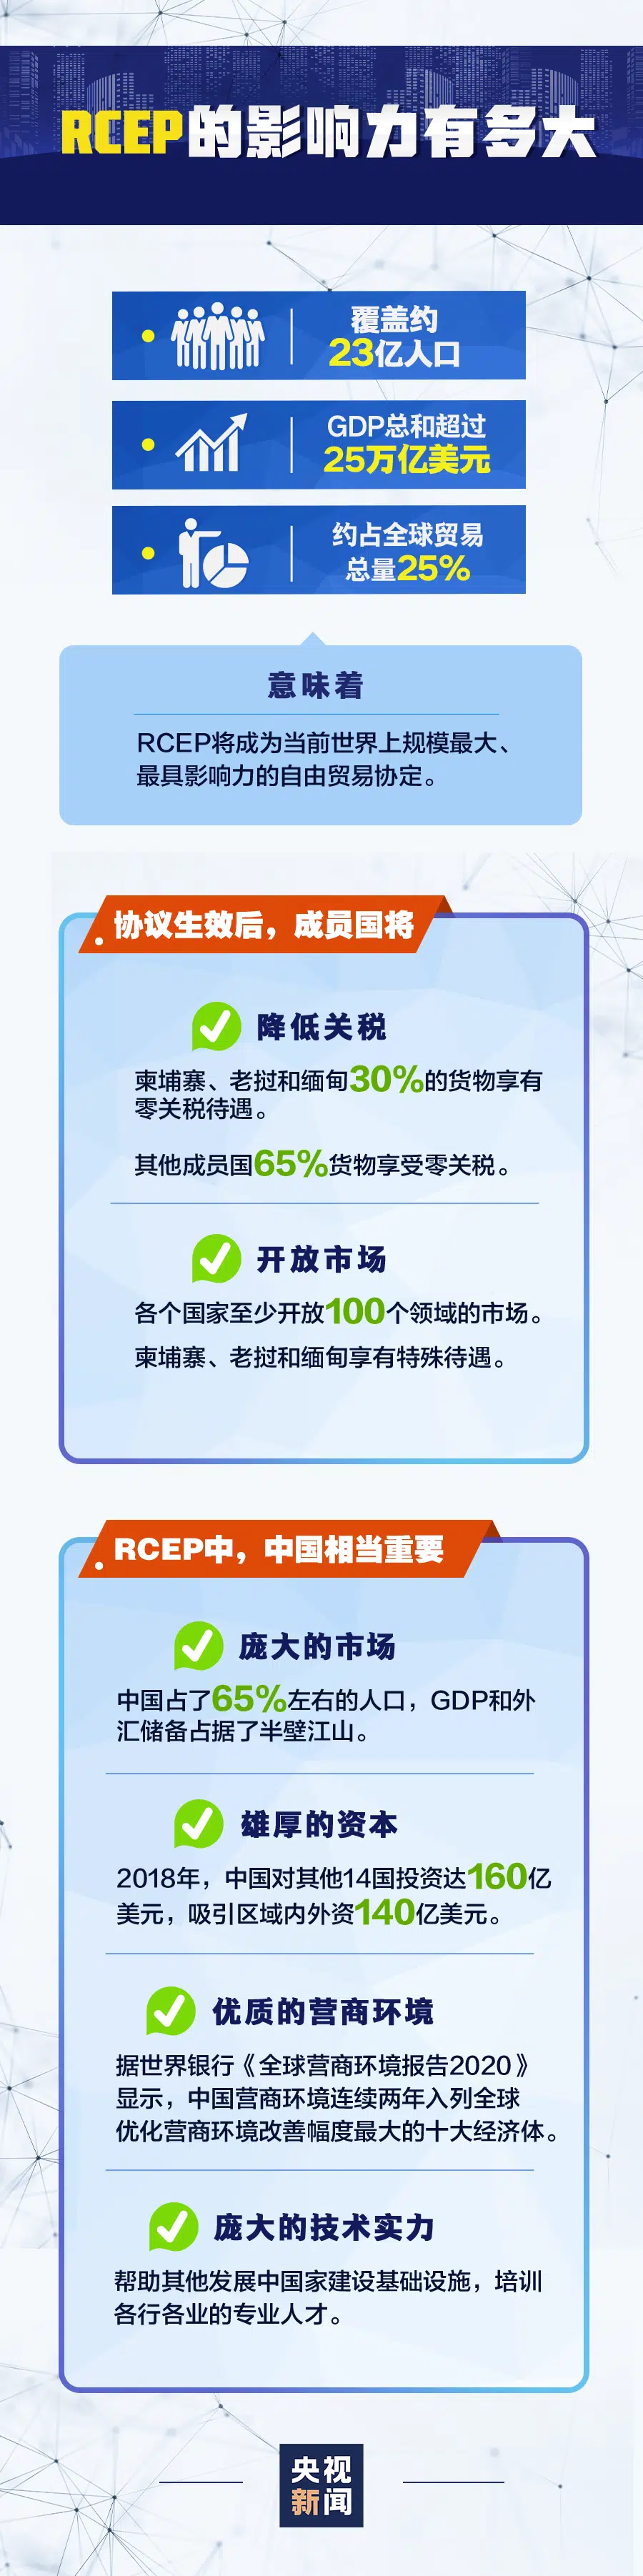 RCEP的影响力有多大
覆盖约
23亿人口
GDP总和超过
25万亿美元
约占全球贸易
总量25%
意味着
RCEP将成为当前世界上规模最大、
最具影响力的自由贸易协定。
协议生效后，成员国将
降低关税
柬埔寨、老挝和缅甸30%的货物享有
零关税待遇。
其他成员国65%货物享受零关税。
开放市场
各个国家至少开放100个领域的市场。
柬埔寨、老挝和缅甸享有特殊待遇。
RCEP中，中国相当重要
庞大的市场
中国占了65%左右的人口，GDP和外
汇储备占据了半壁江山。
雄厚的资本
2018年，中国对其他14国投资达160亿
美元，吸引区域内外资140亿美元。
优质的营商环境
据世界银行《全球营商环境报告2020》
显示，中国营商环境连续两年入列全球
优化营商环境改善幅度最大的十大经济体。
庞大的技术实力
帮助其他发展中国家建设基础设施，培训
各行各业的专业人才。
央视
新闻